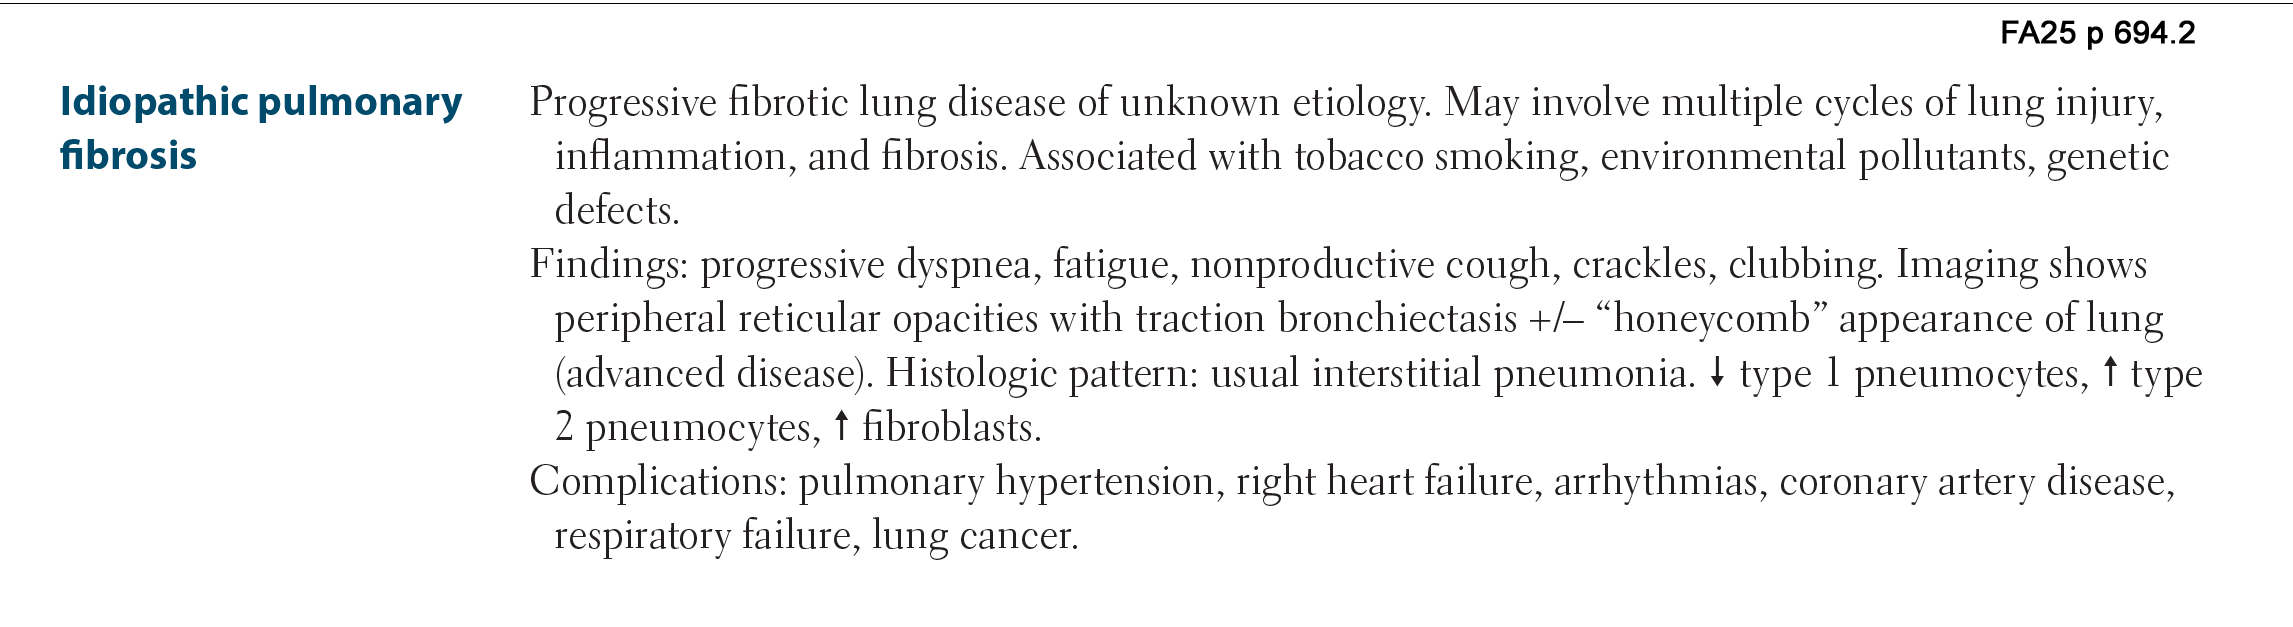 FA25 p 694.2
Idiopathic pulmonary
fibrosis
Progressive fibrotic lung disease of unknown etiology. May involve multiple cycles of lung injury,
inflammation, and fibrosis. Associated with tobacco smoking, environmental pollutants, genetic
defects.
Findings: progressive dyspnea, fatigue, nonproductive cough, crackles, clubbing. Imaging shows
peripheral reticular opacities with traction bronchiectasis +/– “honeycomb” appearance of lung
(advanced disease). Histologic pattern: usual interstitial pneumonia. ↓ type 1 pneumocytes, ↑ type
2 pneumocytes, ↑ fibroblasts.
Complications: pulmonary hypertension, right heart failure, arrhythmias, coronary artery disease,
respiratory failure, lung cancer.